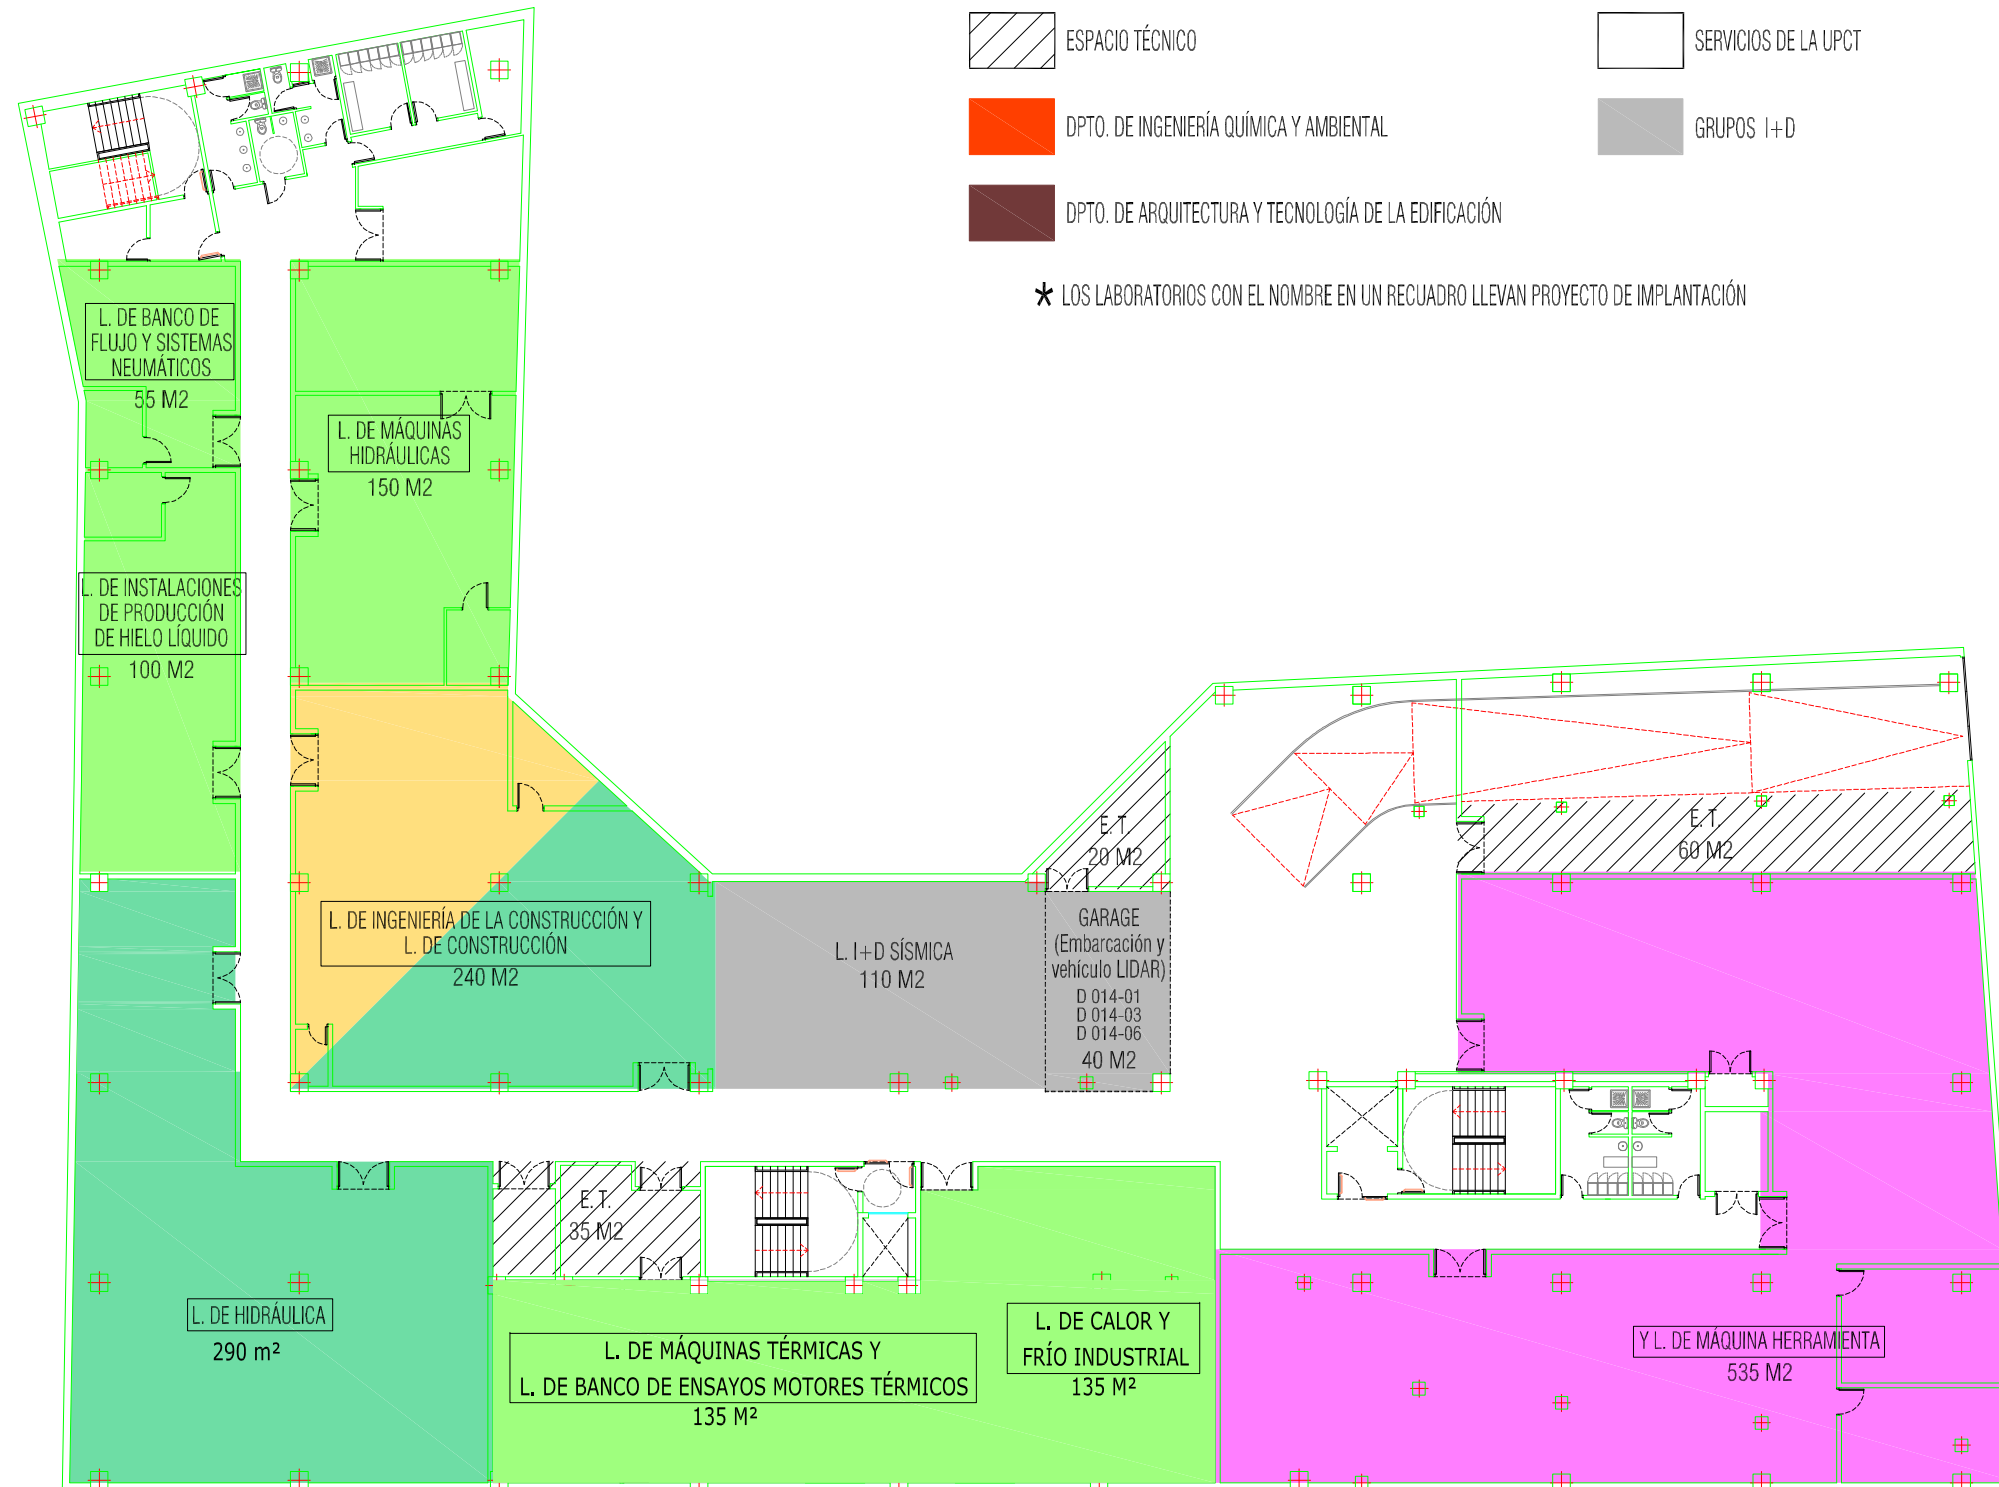 ESPACIO TÉCNICO
SERVICIOS DE LA UPCT
DPTO. DE INGENIERÍA QUÍMICA Y AMBIENTAL
GRUPOS I+D
DPTO. DE ARQUITECTURA Y TECNOLOGÍA DE LA EDIFICACIÓN
* LOS LABORATORIOS CON EL NOMBRE EN UN RECUADRO LLEVAN PROYECTO DE IMPLANTACIÓN
L. DE BANCO DE
FLUJO Y SISTEMAS
NEUMÁTICOS
55 M2
L. DE MÁQUINAS
HIDRÁULICAS
150 M2
L. DE INSTALACIONES
DE PRODUCCIÓN
DE HIELO LÍQUIDO
100 M2
E. T.
20 M2
E. T.
60 M2
L. DE INGENIERÍA DE LA CONSTRUCCIÓN Y
L. DE CONSTRUCCIÓN
240 M2
L. I+D SÍSMICA
110 M2
GARAGE
(Embarcación y
vehículo LIDAR)
D 014-01
D 014-03
D 014-06
40 M2
E. T.
35 M2
L. DE HIDRÁULICA
290 m²
L. DE MÁQUINAS TÉRMICAS Y
L. DE BANCO DE ENSAYOS MOTORES TÉRMICOS
135 M²
L. DE CALOR Y
FRÍO INDUSTRIAL
135 M²
Y L. DE MÁQUINA HERRAMIENTA
535 M2